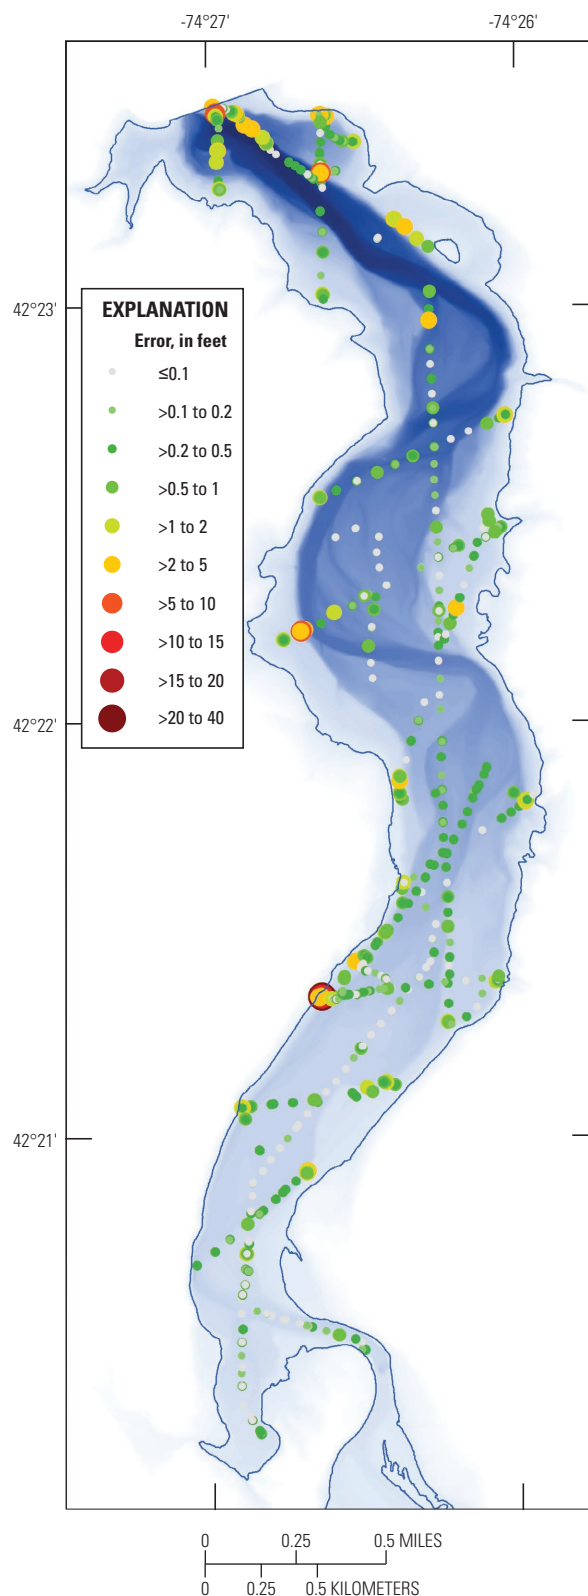 -74°27' -74°26'
42°23'
EXPLANATION
Error, in feet
≤0.1
>0.1 to 0.2
>0.2 to 0.5
>0.5 to 1
>1 to 2
>2 to 5
>5 to 10
>10 to 15
>15 to 20
>20 to 40
42°22'
42°21'
0 0.25 0.5 MILES
0 0.25 0.5 KILOMETERS